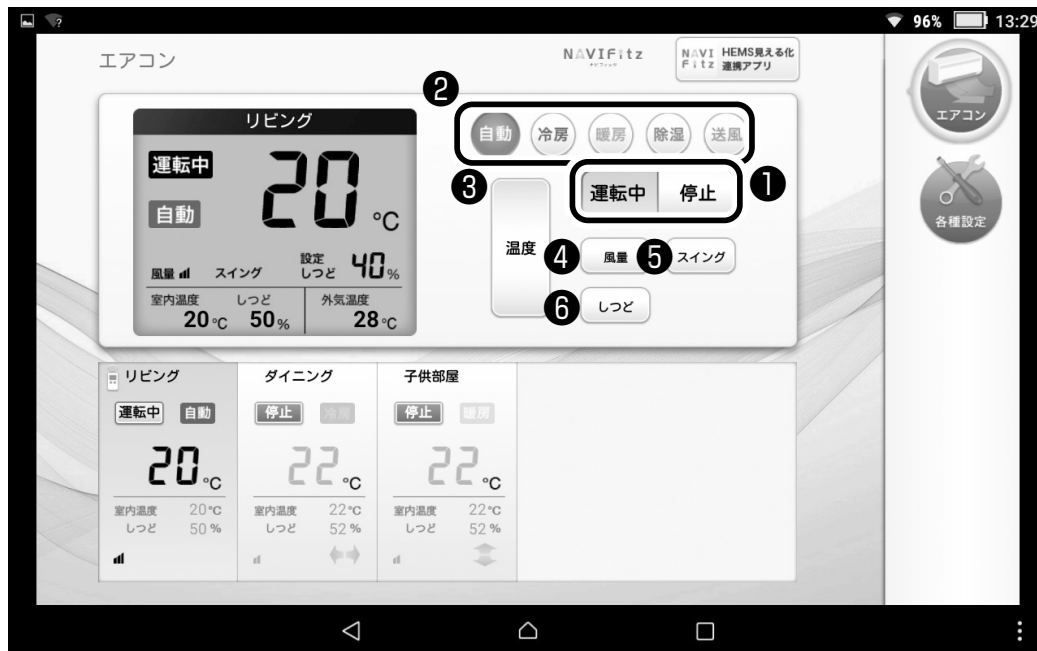 96% 13:29
エアコン
NAVIFitz
ナビフィッツ
NAVI Fitz HEMS見える化 連携アプリ
エアコン
各種設定
❷
自動 冷房 暖房 除湿 送風
❶
運転中 停止
リビング
運転中
自動
20℃
風量 スイング 設定しつど 40%
室内温度 しつど 外気温度
20℃ 50% 28℃
❸
温度
❹ 風量 ❺ スイング
❻ しつど
リビング
運転中 自動
20℃
室内温度 20℃
しつど 50%
ダイニング
停止 冷房
22℃
室内温度 22℃
しつど 52%
子供部屋
停止 暖房
22℃
室内温度 22℃
しつど 52%